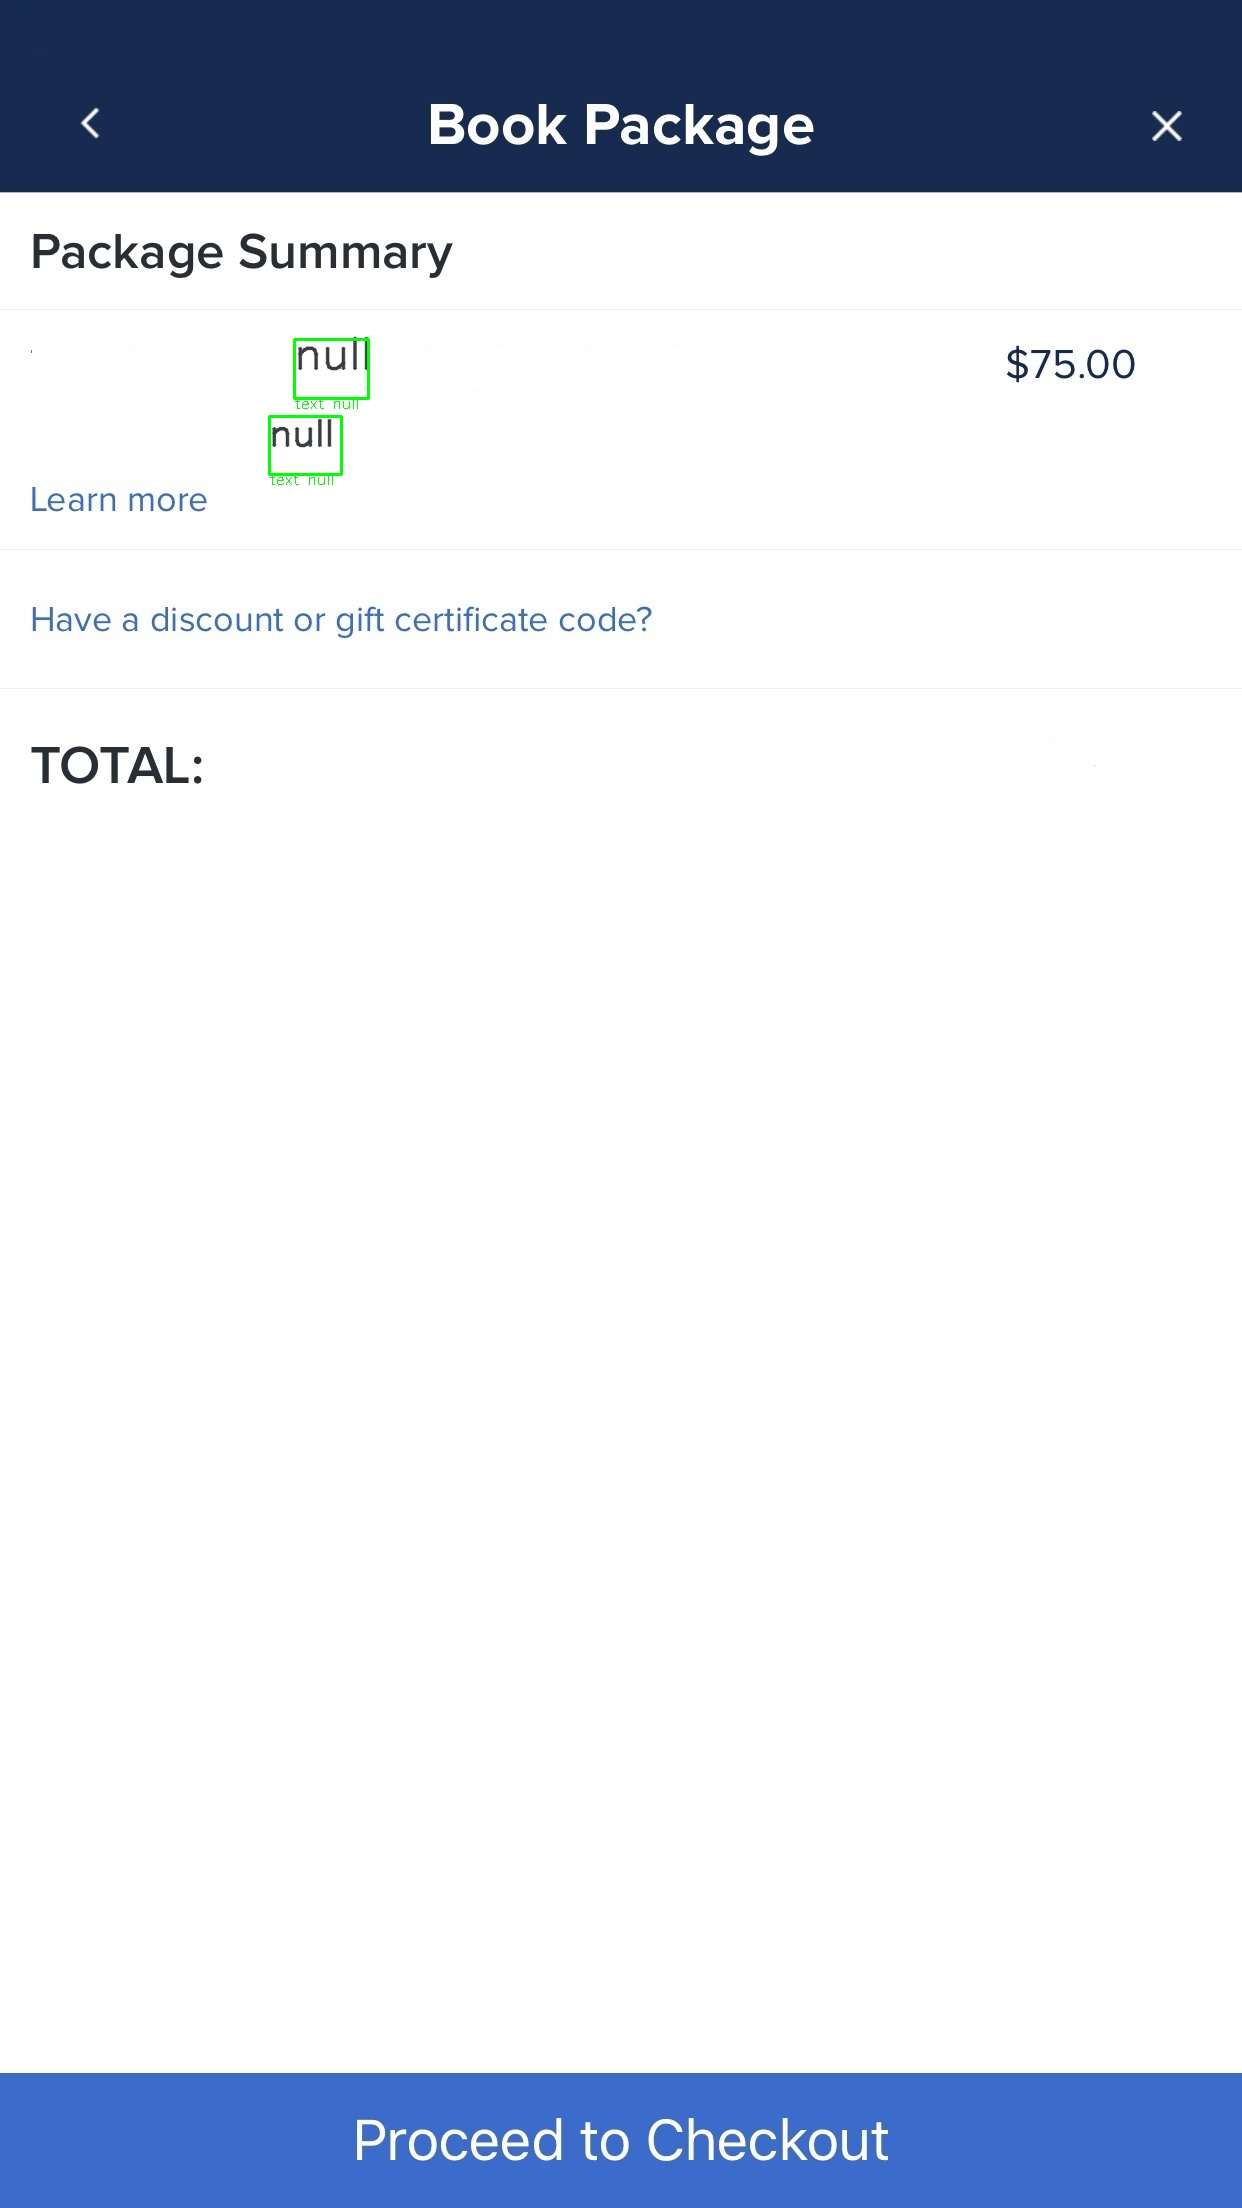 Book Package
Package Summary
null
$75.00
text null
null
text null
Learn more
Have a discount or gift certificate code?
TOTAL:
Proceed to Checkout